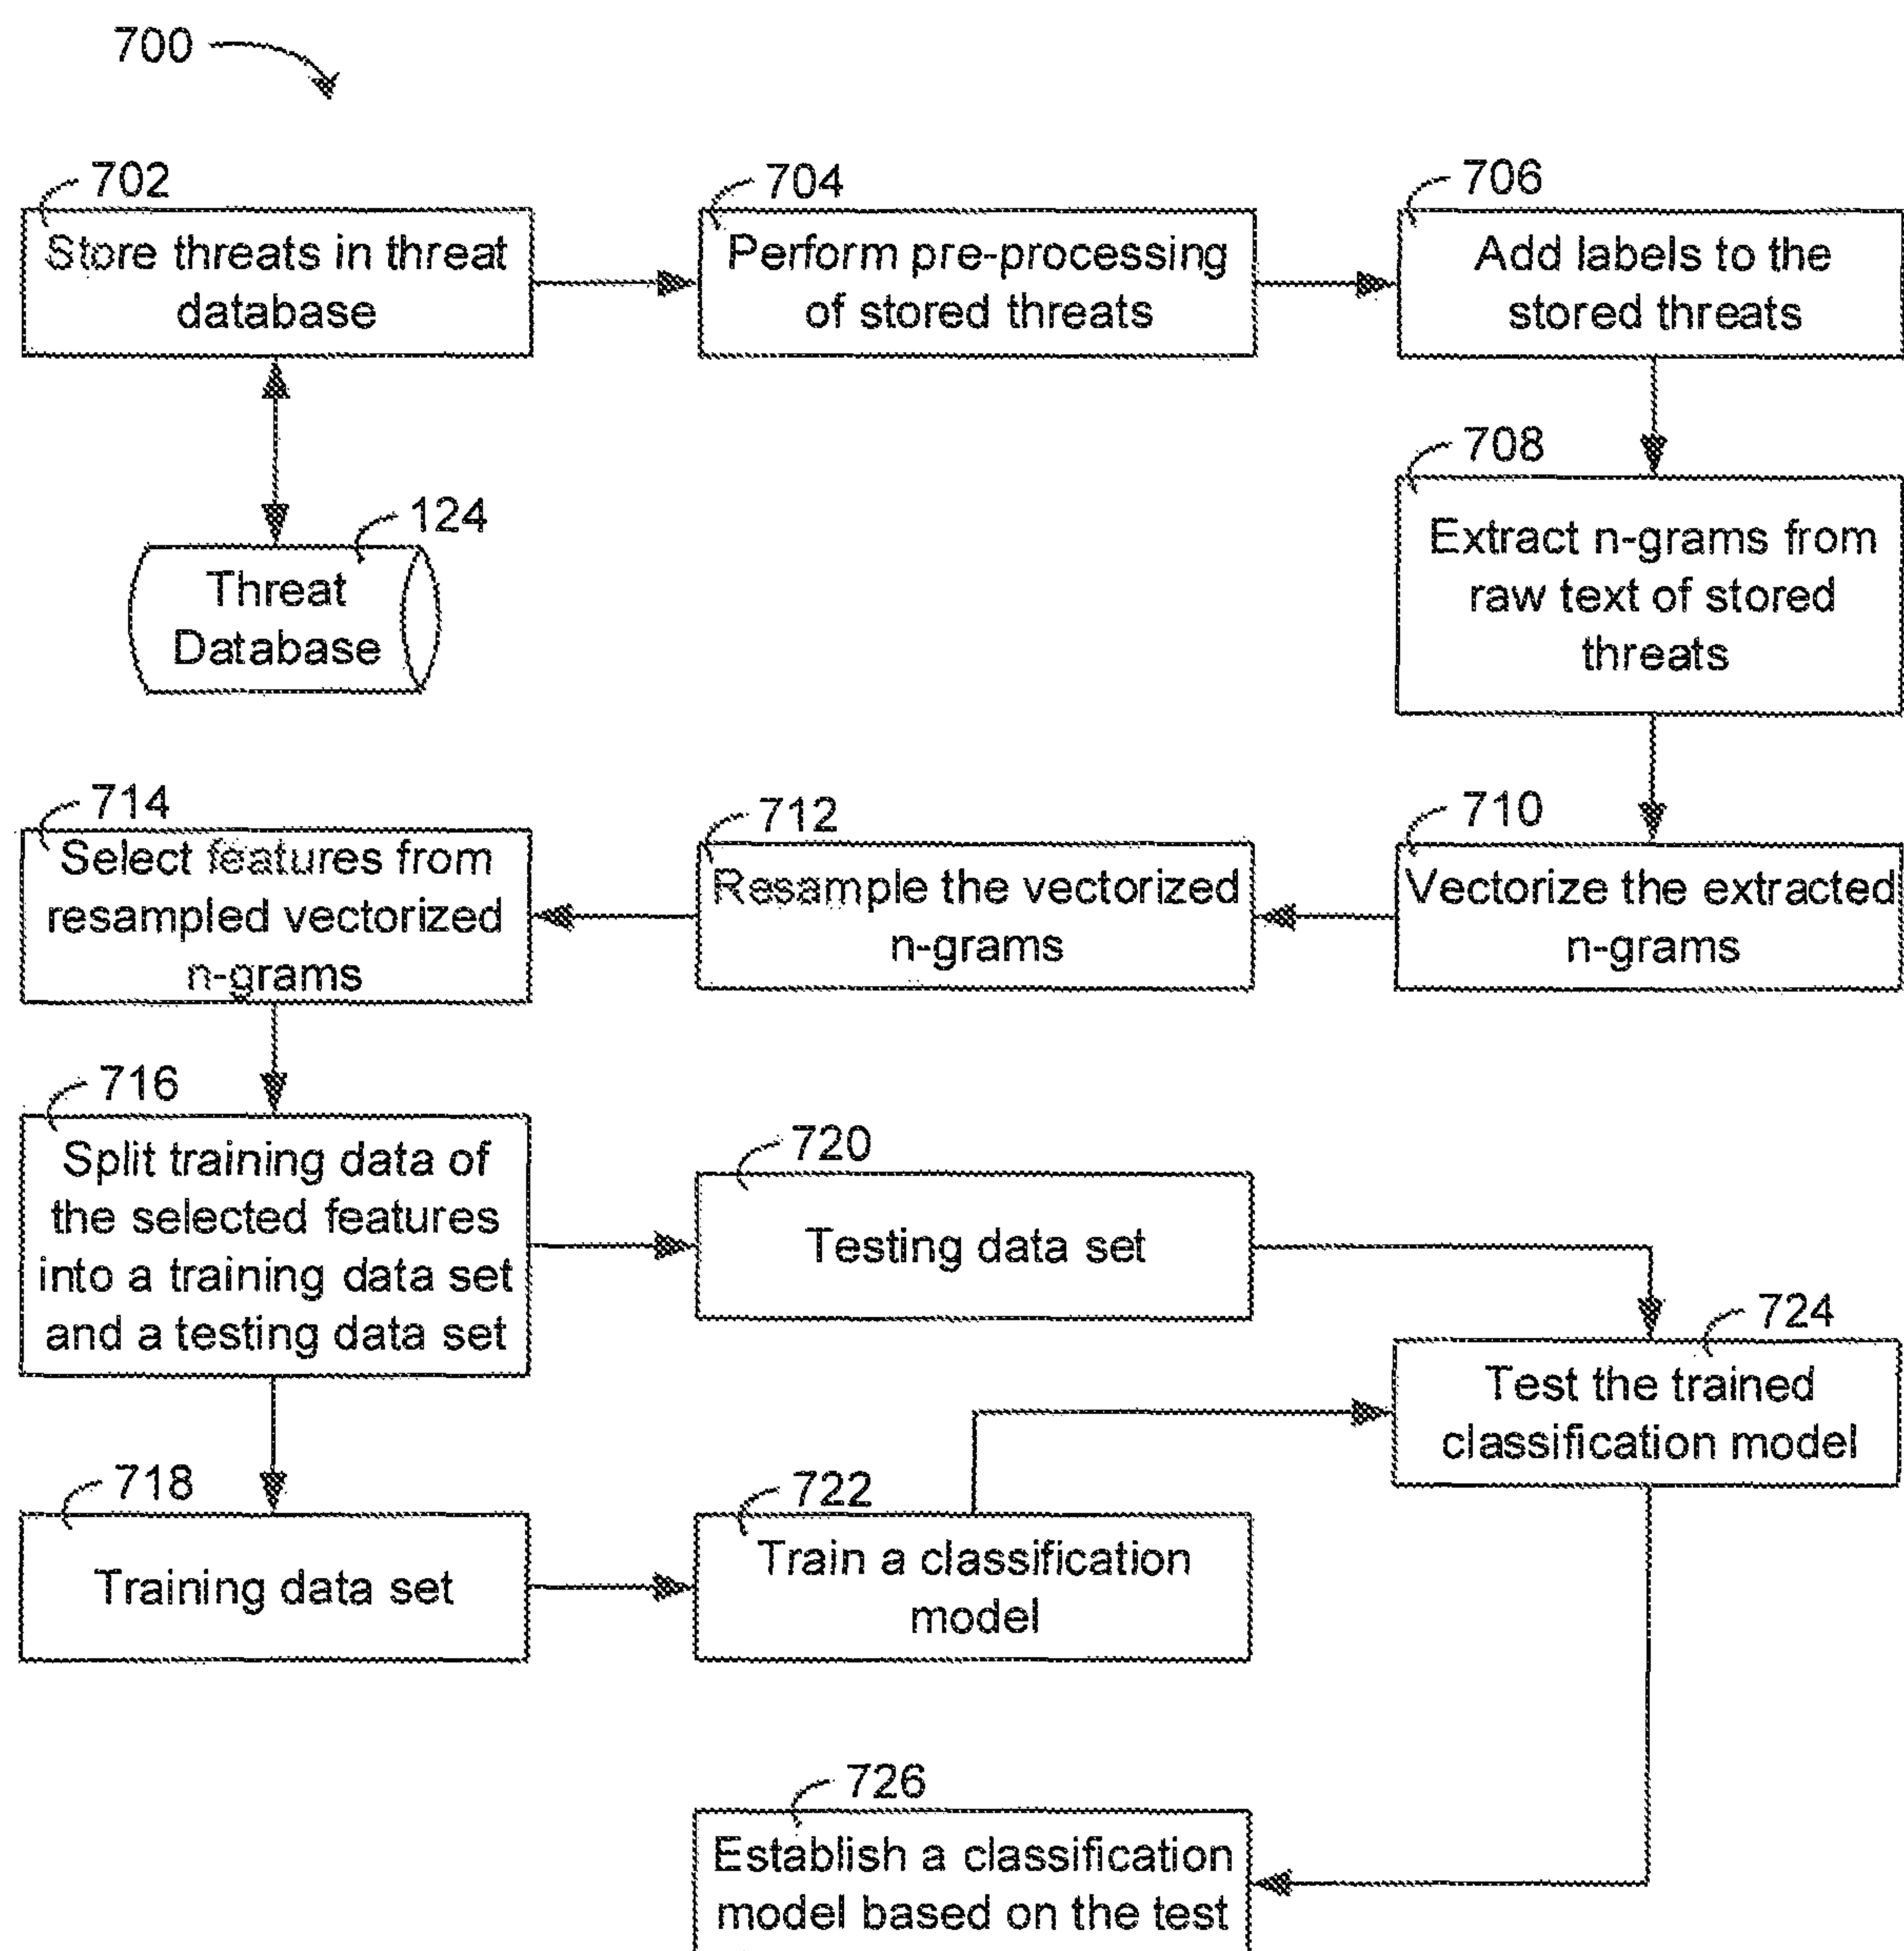 700
702
Store threats in threat
database
704
Perform pre-processing
of stored threats
706
Add labels to the
stored threats
124
Threat
Database
708
Extract n-grams from
raw text of stored
threats
710
Vectorize the extracted
n-grams
712
Resample the vectorized
n-grams
714
Select features from
resampled vectorized
n-grams
716
Split training data of
the selected features
into a training data set
and a testing data set
720
Testing data set
718
Training data set
722
Train a classification
model
724
Test the trained
classification model
726
Establish a classification
model based on the test